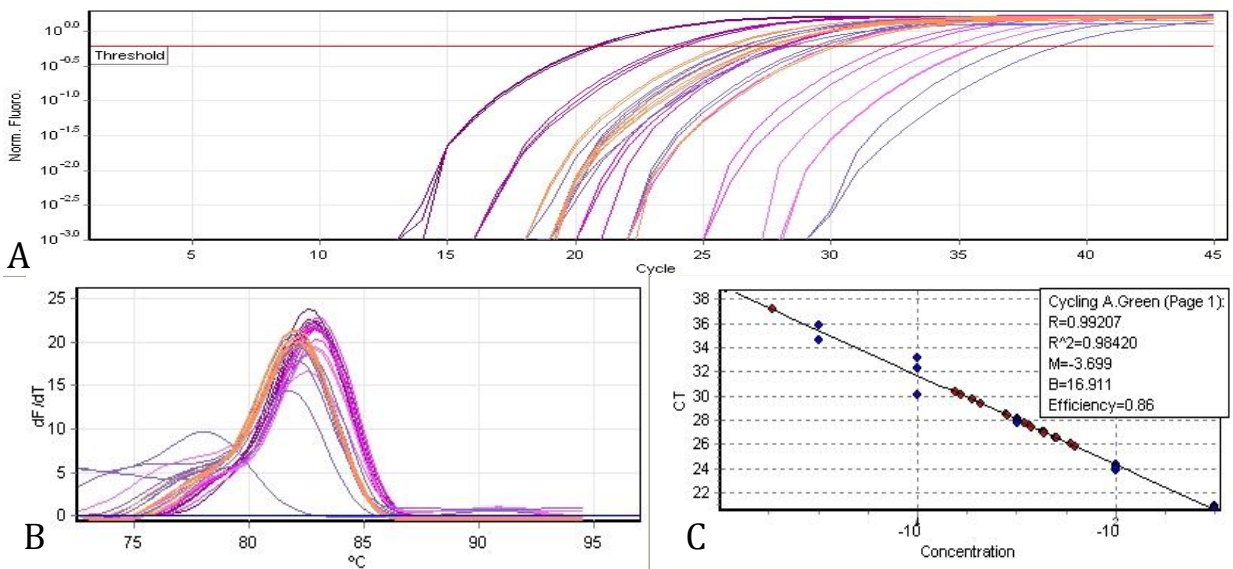 10^0.0
Threshold
10^-0.5
10^-1.0
Norm. Fluoro.
10^-1.5
10^-2.0
10^-2.5
10^-3.0
5 10 15 20 25 30 35 40 45
Cycle
A
25
20
15
10
5
0
dF/dT
75 80 85 90 95
°C
B
38
36
34
32
30
28
26
24
22
CT
Cycling A.Green (Page 1):
R=0.99207
R^2=0.98420
M=-3.699
B=16.911
Efficiency=0.86
Concentration
C